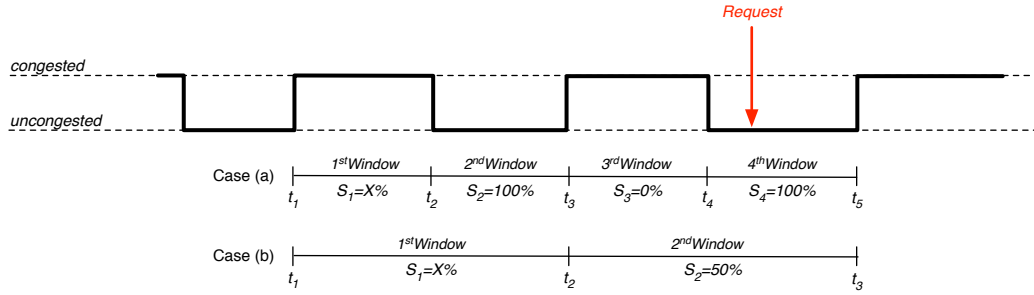 Request
congested
uncongested
Case (a)
1stWindow 2ndWindow 3rdWindow 4thWindow
S1=X% S2=100% S3=0% S4=100%
t1 t2 t3 t4 t5
Case (b)
1stWindow 2ndWindow
S1=X% S2=50%
t1 t2 t3